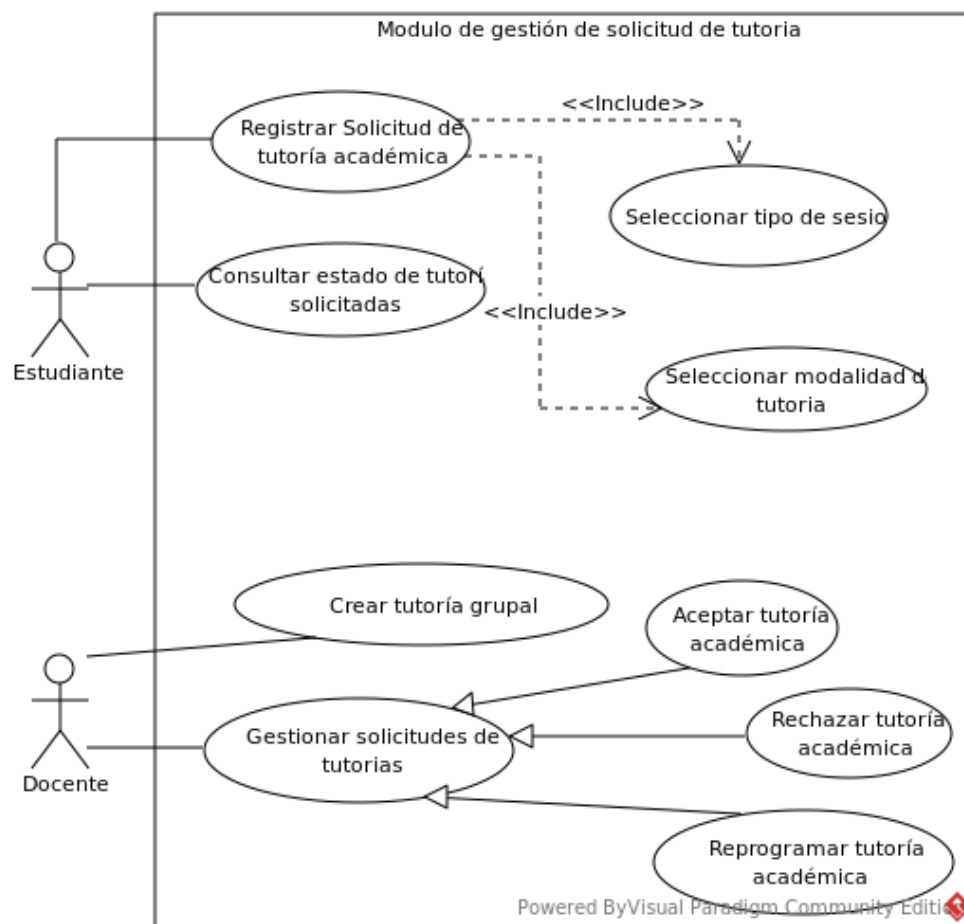 Modulo de gestión de solicitud de tutoria
<<Include>>
Registrar Solicitud de
tutoría académica
Seleccionar tipo de sesio
Consultar estado de tutorí
solicitadas
<<Include>>
Estudiante
Seleccionar modalidad d
tutoria
Crear tutoría grupal
Aceptar tutoría
académica
Gestionar solicitudes de
tutorias
Rechazar tutoría
académica
Docente
Reprogramar tutoría
académica
Powered ByVisual Paradigm Community Editio